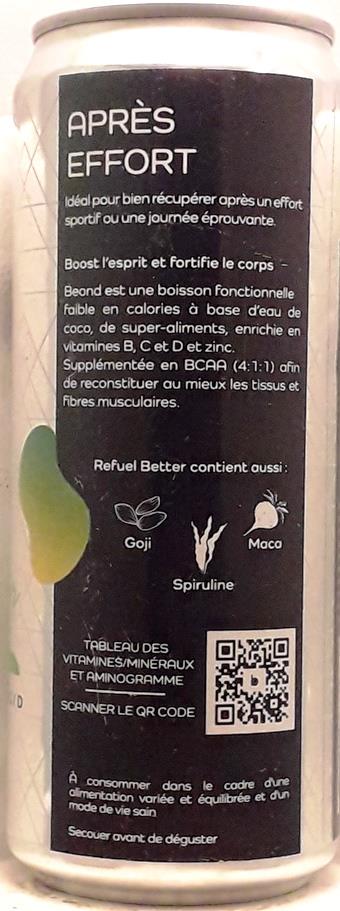 APRÈS
EFFORT
Idéal pour bien récupérer après un effort
sportif ou une journée éprouvante.
Boost l'esprit et fortifie le corps
Beond est une boisson fonctionnelle
faible en calories à base d'eau de
coco, de super-aliments, enrichie en
vitamines B, C et D et zinc.
Supplémentée en BCAA (4:1:1) afin
de reconstituer au mieux les tissus et
fibres musculaires.
Refuel Better contient aussi :
Goji
Maca
Spiruline
TABLEAU DES
VITAMINES/MINÉRAUX
ET AMINOGRAMME
SCANNER LE QR CODE
À consommer dans le cadre d'une
alimentation variée et équilibrée et d'un
mode de vie sain
Secouer avant de déguster